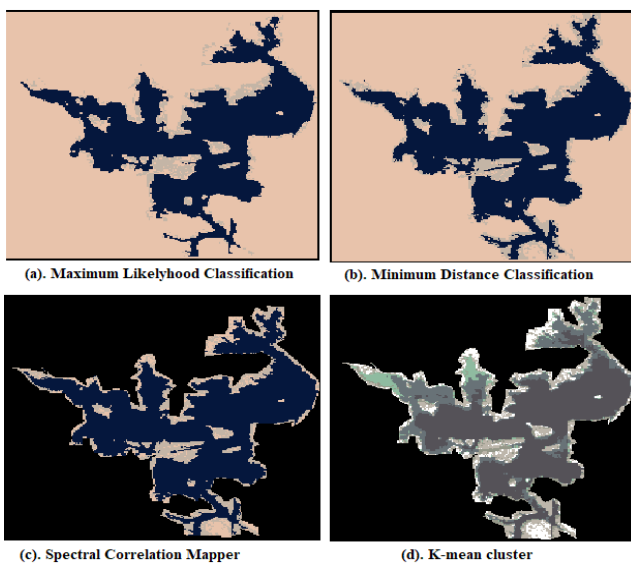 (a). Maximum Likelyhood Classification
(b). Minimum Distance Classification
(c). Spectral Correlation Mapper
(d). K-mean cluster